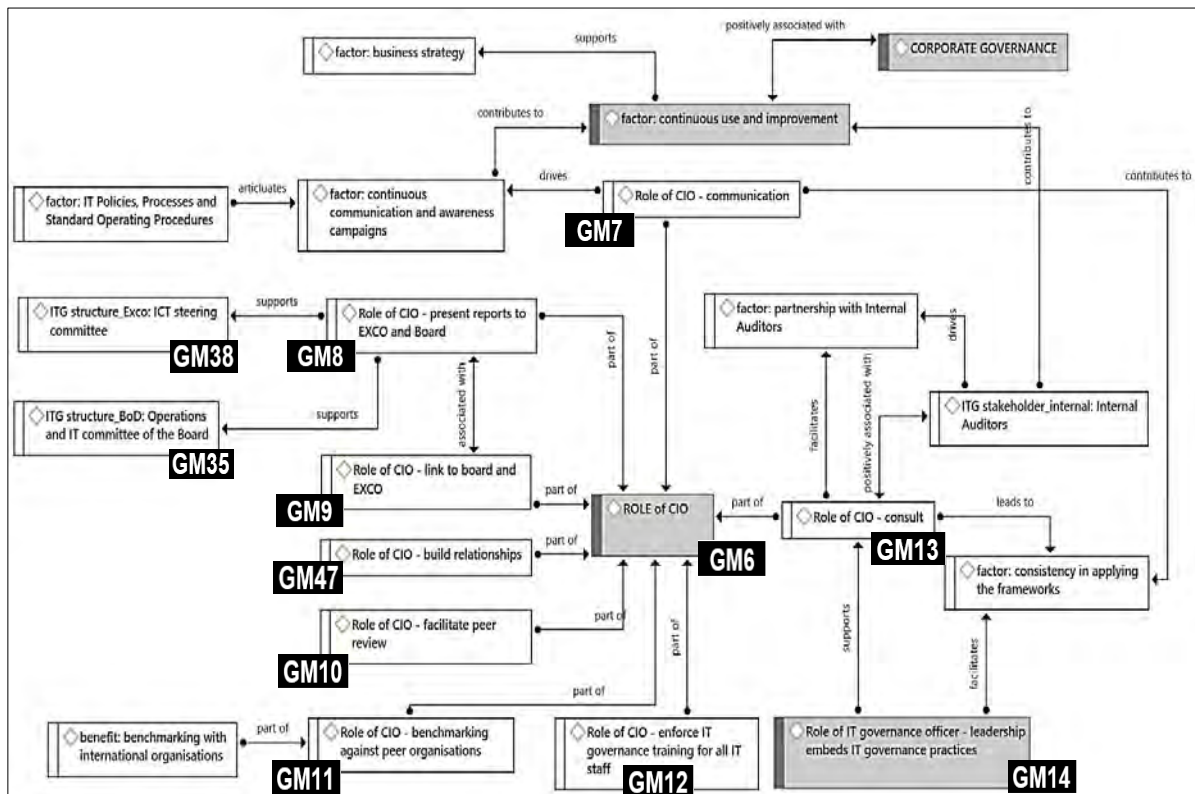 positively associated with
supports
CORPORATE GOVERNANCE
factor: business strategy
contributes to
factor: continuous use and improvement
contributes to
articluates
drives
contributes to
factor: IT Policies, Processes and
Standard Operating Procedures
factor: continuous
communication and awareness
campaigns
Role of CIO - communication
GM7
ITG structure_Exco: ICT steering
committee
GM38
supports
Role of CIO - present reports to
EXCO and Board
GM8
part of
part of
factor: partnership with Internal
Auditors
drives
ITG structure_BoD: Operations
and IT committee of the Board
GM35
supports
associated with
facilitates
positively associated with
ITG stakeholder_internal: Internal
Auditors
Role of CIO - link to board and
EXCO
GM9
part of
ROLE of CIO
GM6
part of
Role of CIO - consult
GM13
leads to
Role of CIO - build relationships
GM47
part of
factor: consistency in applying
the frameworks
Role of CIO - facilitate peer
review
GM10
part of
part of
supports
facilitates
part of
benefit: benchmarking with
international organisations
part of
Role of CIO - benchmarking
against peer organisations
GM11
Role of CIO - enforce IT
governance training for all IT
staff
GM12
Role of IT governance officer - leadership
embeds IT governance practices
GM14